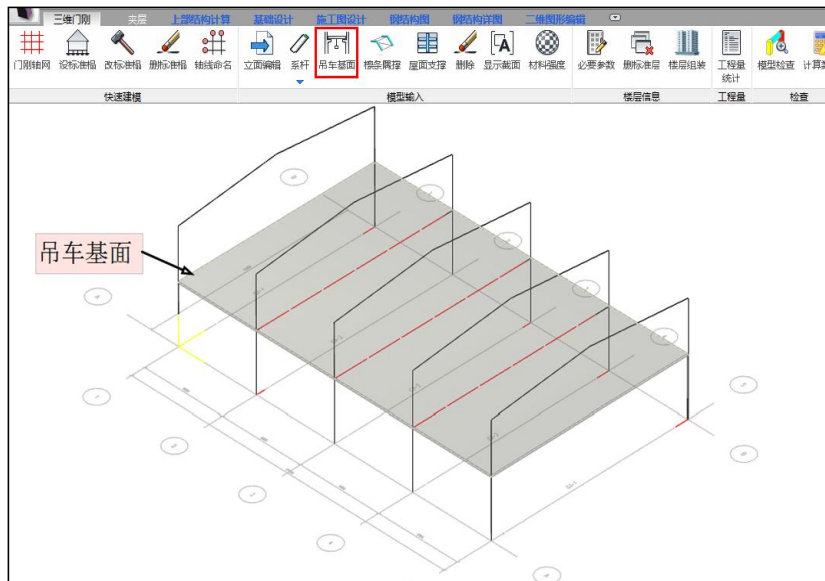 三维门刚 夹层 上部结构计算 基础设计 施工图设计 钢结构图 钢结构详图 二维图形编辑
门刚轴网 设标准榀 改标准榀 删标准榀 轴线命名 立面编辑 系杆 吊车基面 檩条隅撑 屋面支撑 删除 显示截面 材料强度 必要参数 删标准层 楼层组装 工程量 模型检查
统计
快速建模 模型输入 楼层信息 工程量 检查
吊车基面